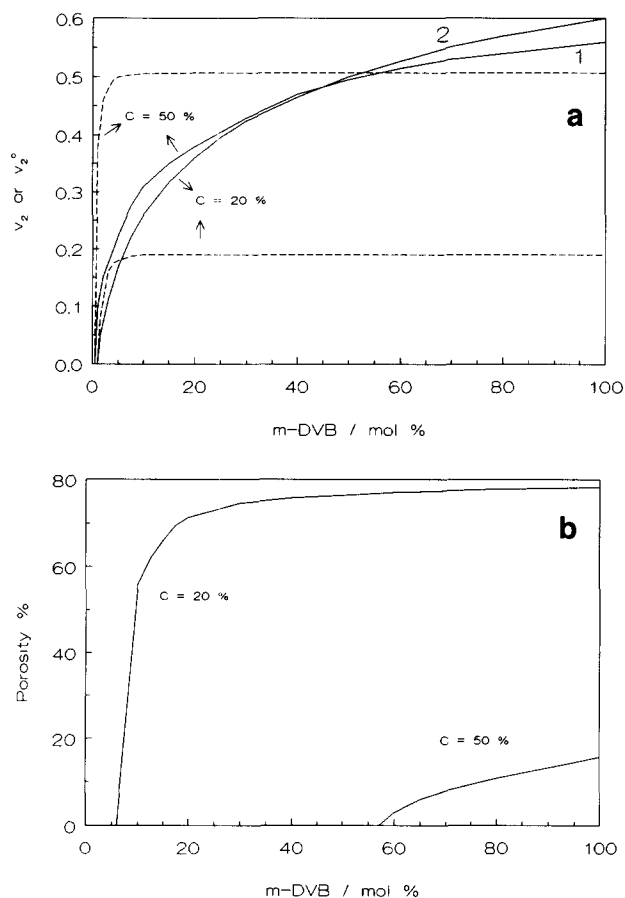 0.6
0.5
0.4
0.3
0.2
0.1
0.0
v₂ or v₂°
2
1
a
C = 50 %
C = 20 %
0 20 40 60 80 100
m-DVB / mol %
80
60
40
20
0
Porosity %
b
C = 20 %
C = 50 %
0 20 40 60 80 100
m-DVB / mol %